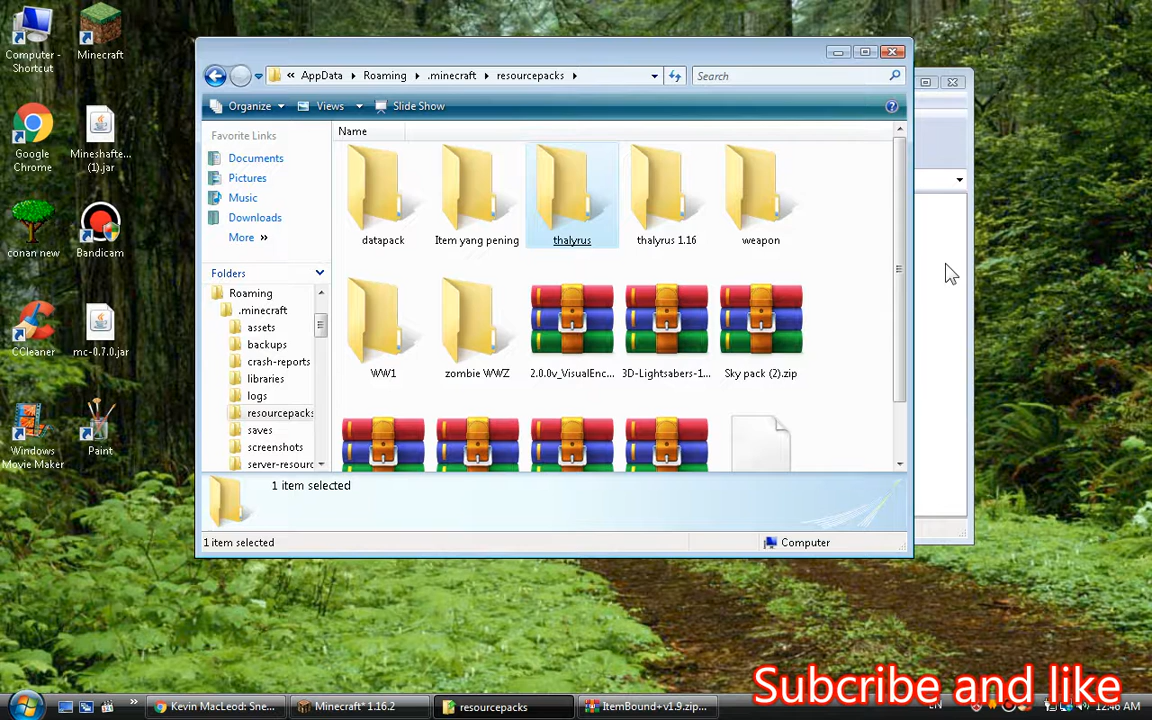 Computer - Shortcut
Minecraft
Google Chrome
Mineshafte... (1).jar
conan new
Bandicam
CCleaner
mc-0.7.0.jar
Windows Movie Maker
Paint
AppData
Roaming
.minecraft
resourcepacks
Search
Organize
Views
Slide Show
Favorite Links
Documents
Pictures
Music
Downloads
More »
Folders
Roaming
.minecraft
assets
backups
crash-reports
libraries
logs
resourcepacks
saves
screenshots
server-resour
Name
datapack
Item yang pening
thalyrus
thalyrus 1.16
weapon
WW1
zombie WWZ
2.0.0v_VisualEnc...
3D-Lightsabers-1...
Sky pack (2).zip
1 item selected
1 item selected
Computer
Subcribe and like
Kevin MacLeod: Sne...
Minecraft* 1.16.2
resourcepacks
ItemBound+v1.9.zip...
EN
12:46 AM